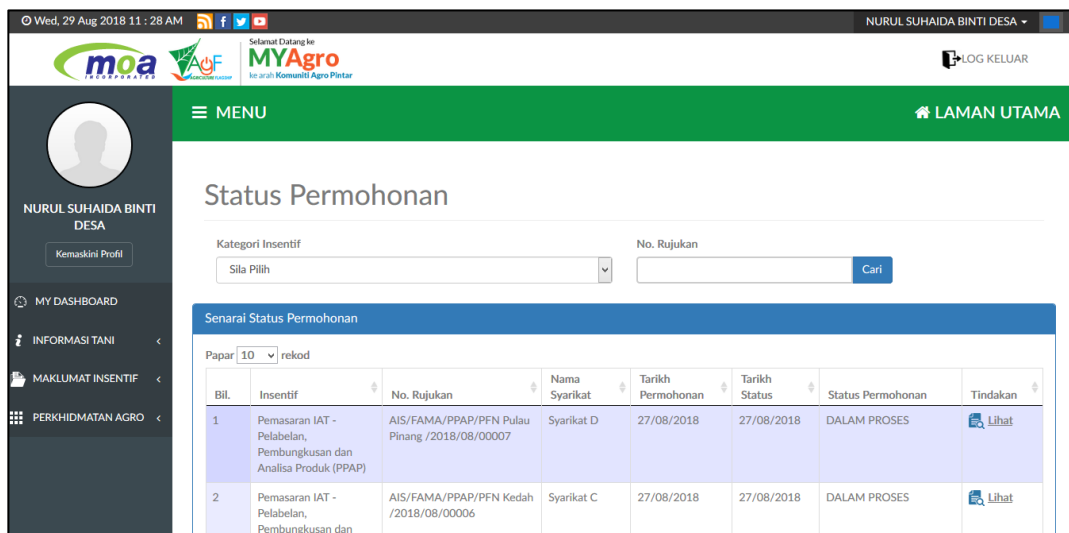 Wed, 29 Aug 2018 11 : 28 AM
NURUL SUHAIDA BINTI DESA
moa
INCORPORATED
AGF
Selamat Datang ke
MYAgro
ke arah Komuniti Agro Pintar
LOG KELUAR
MENU
LAMAN UTAMA
NURUL SUHAIDA BINTI
DESA
Kemaskini Profil
MY DASHBOARD
INFORMASI TANI
MAKLUMAT INSENTIF
PERKHIDMATAN AGRO
Status Permohonan
Kategori Insentif
No. Rujukan
Sila Pilih
Cari
Senarai Status Permohonan
Papar 10 rekod
Bil.
Insentif
No. Rujukan
Nama
Syarikat
Tarikh
Permohonan
Tarikh
Status
Status Permohonan
Tindakan
1
Pemasaran IAT -
Pelabelan,
Pembungkusan dan
Analisa Produk (PPAP)
AIS/FAMA/PPAP/PFN Pulau
Pinang /2018/08/00007
Syarikat D
27/08/2018
27/08/2018
DALAM PROSES
Lihat
2
Pemasaran IAT -
Pelabelan,
Pembungkusan dan
AIS/FAMA/PPAP/PFN Kedah
/2018/08/00006
Syarikat C
27/08/2018
27/08/2018
DALAM PROSES
Lihat